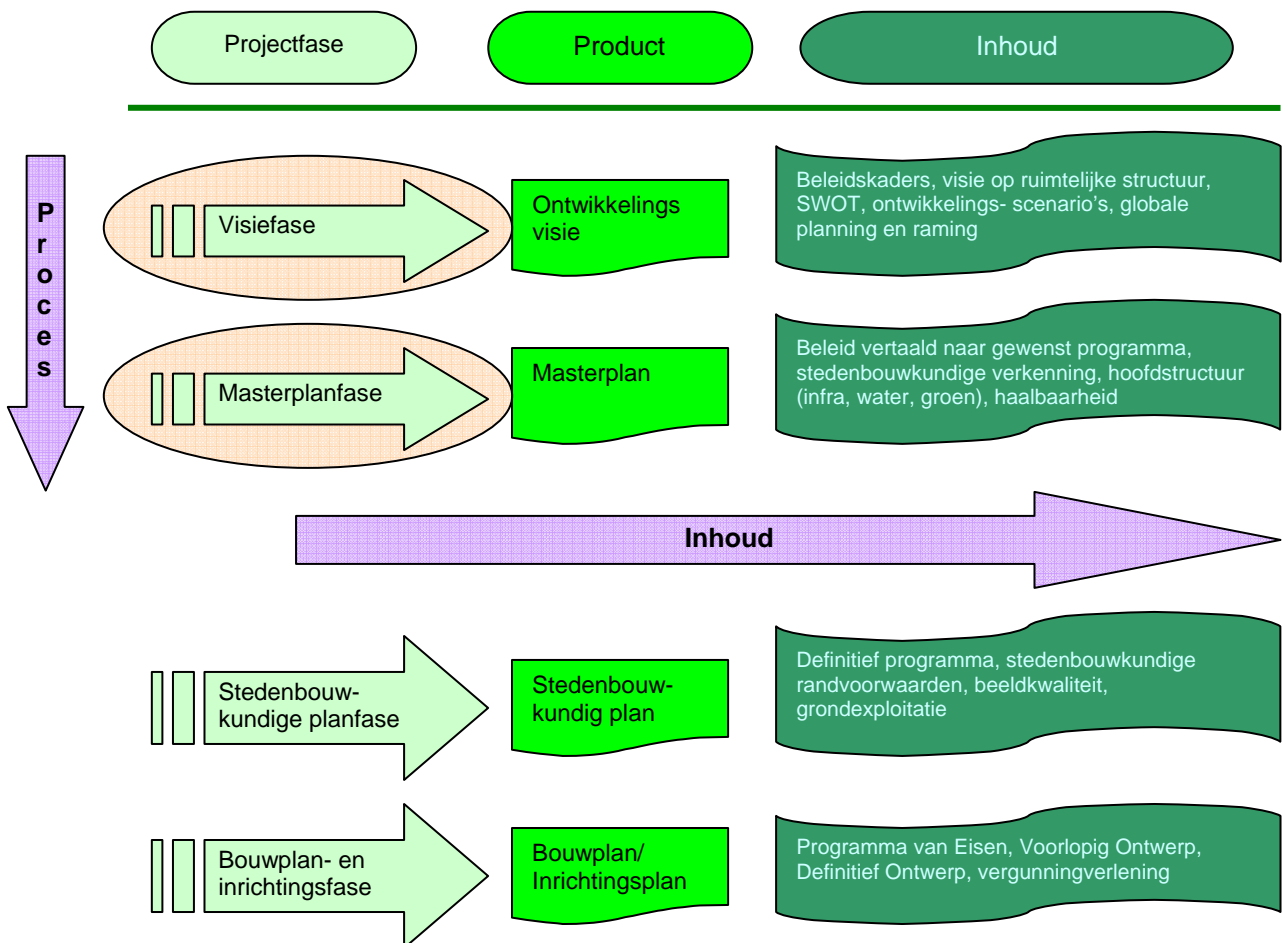 Projectfase
Product
Inhoud
Proces
Visiefase
Ontwikkelings
visie
Beleidskaders, visie op ruimtelijke structuur,
SWOT, ontwikkelings- scenario's, globale
planning en raming
Masterplanfase
Masterplan
Beleid vertaald naar gewenst programma,
stedenbouwkundige verkenning, hoofdstructuur
(infra, water, groen), haalbaarheid
Inhoud
Stedenbouw-
kundige planfase
Stedenbouw-
kundig plan
Definitief programma, stedenbouwkundige
randvoorwaarden, beeldkwaliteit,
grondexploitatie
Bouwplan- en
inrichtingsfase
Bouwplan/
Inrichtingsplan
Programma van Eisen, Voorlopig Ontwerp,
Definitief Ontwerp, vergunningverlening